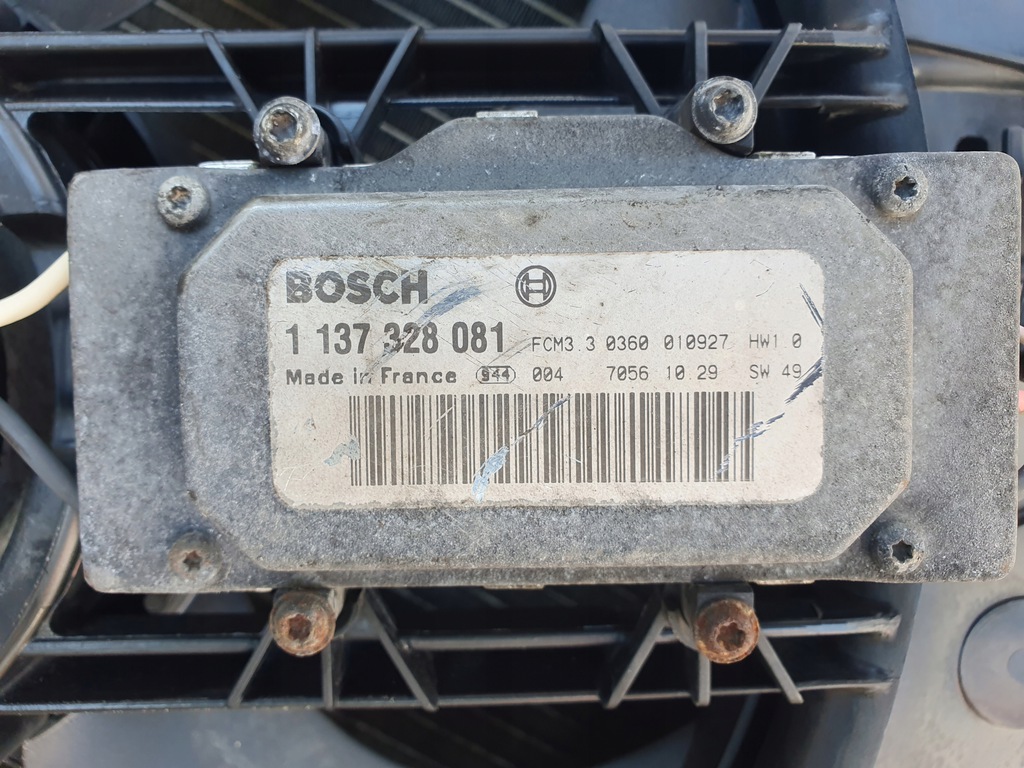 BOSCH
1 137 328 081 FCM3.3 0360 010927 HW1.0
Made in France 944 004 7056 10.29 SW 49